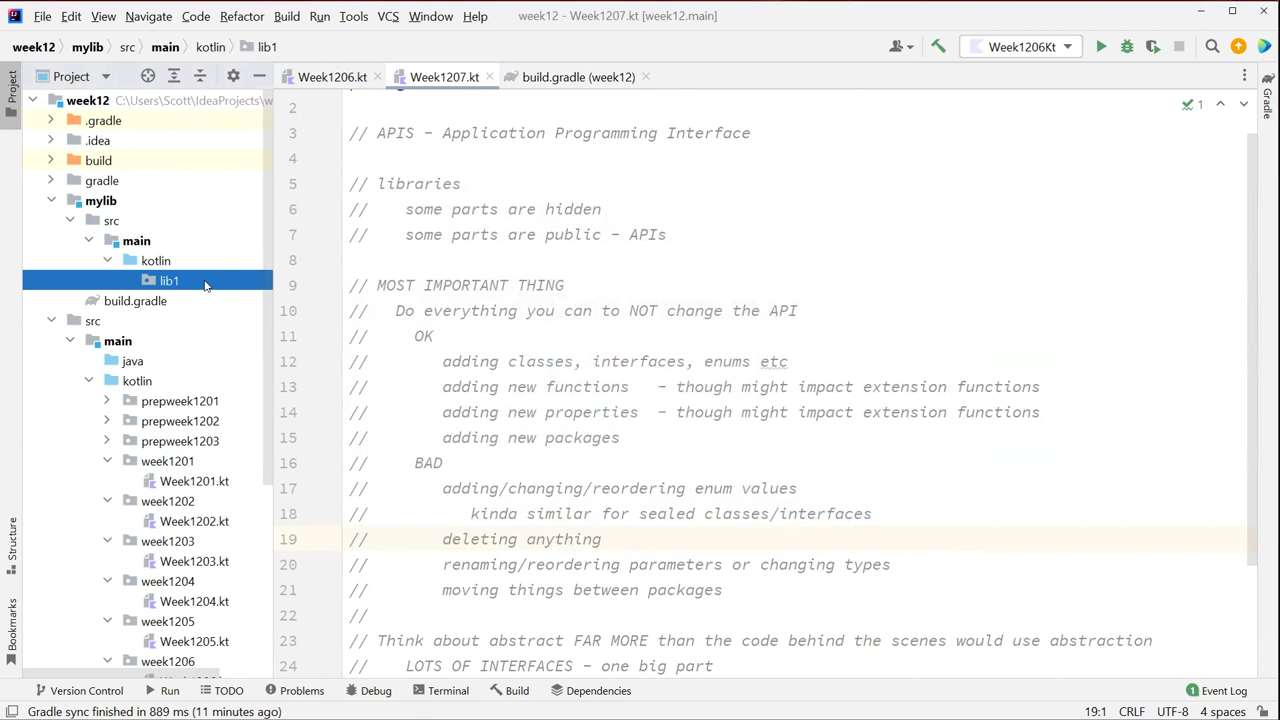 File Edit View Navigate Code Refactor Build Run Tools VCS Window Help week12 - Week1207.kt [week12.main]
week12 mylib src main kotlin lib1 Week1206Kt
Project Week1206.kt Week1207.kt build.gradle (week12)
Project
week12 C:\Users\Scott\IdeaProjects\w
.gradle
.idea
build
gradle
mylib
src
main
kotlin
lib1
build.gradle
src
main
java
kotlin
prepweek1201
prepweek1202
prepweek1203
week1201
Week1201.kt
week1202
Week1202.kt
week1203
Week1203.kt
week1204
Week1204.kt
week1205
Week1205.kt
week1206
Structure
Bookmarks
1
2
3 // APIS - Application Programming Interface
4
5 // libraries
6 // some parts are hidden
7 // some parts are public - APIs
8
9 // MOST IMPORTANT THING
10 // Do everything you can to NOT change the API
11 // OK
12 // adding classes, interfaces, enums etc
13 // adding new functions - though might impact extension functions
14 // adding new properties - though might impact extension functions
15 // adding new packages
16 // BAD
17 // adding/changing/reordering enum values
18 // kinda similar for sealed classes/interfaces
19 // deleting anything
20 // renaming/reordering parameters or changing types
21 // moving things between packages
22 //
23 // Think about abstract FAR MORE than the code behind the scenes would use abstraction
24 // LOTS OF INTERFACES - one big part
Gradle
Version Control Run TODO Problems Debug Terminal Build Dependencies 1 Event Log
Gradle sync finished in 889 ms (11 minutes ago) 19:1 CRLF UTF-8 4 spaces